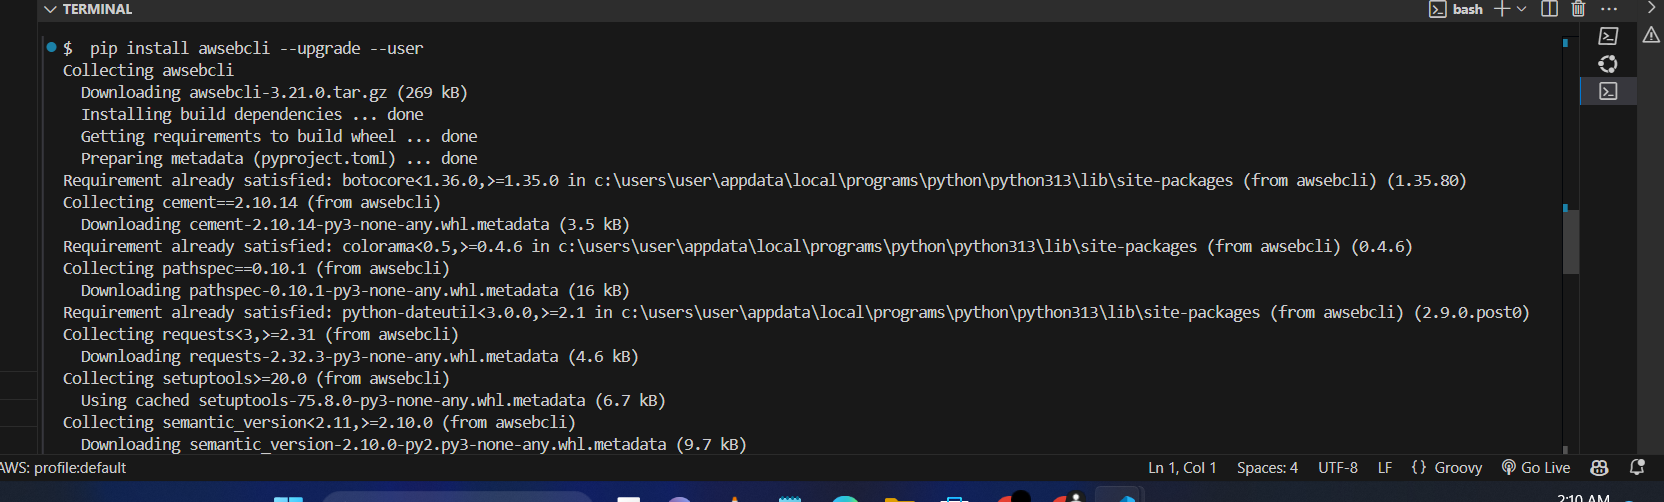 TERMINAL
bash
$ pip install awsebcli --upgrade --user
Collecting awsebcli
Downloading awsebcli-3.21.0.tar.gz (269 kB)
Installing build dependencies ... done
Getting requirements to build wheel ... done
Preparing metadata (pyproject.toml) ... done
Requirement already satisfied: botocore<1.36.0,>=1.35.0 in c:\users\user\appdata\local\programs\python\python313\lib\site-packages (from awsebcli) (1.35.80)
Collecting cement==2.10.14 (from awsebcli)
Downloading cement-2.10.14-py3-none-any.whl.metadata (3.5 kB)
Requirement already satisfied: colorama<0.5,>=0.4.6 in c:\users\user\appdata\local\programs\python\python313\lib\site-packages (from awsebcli) (0.4.6)
Collecting pathspec==0.10.1 (from awsebcli)
Downloading pathspec-0.10.1-py3-none-any.whl.metadata (16 kB)
Requirement already satisfied: python-dateutil<3.0.0,>=2.1 in c:\users\user\appdata\local\programs\python\python313\lib\site-packages (from awsebcli) (2.9.0.post0)
Collecting requests<3,>=2.31 (from awsebcli)
Downloading requests-2.32.3-py3-none-any.whl.metadata (4.6 kB)
Collecting setuptools>=20.0 (from awsebcli)
Using cached setuptools-75.8.0-py3-none-any.whl.metadata (6.7 kB)
Collecting semantic_version<2.11,>=2.10.0 (from awsebcli)
Downloading semantic_version-2.10.0-py2.py3-none-any.whl.metadata (9.7 kB)
AWS: profile:default
Ln 1, Col 1 Spaces: 4 UTF-8 LF {} Groovy Go Live
2:10 AM